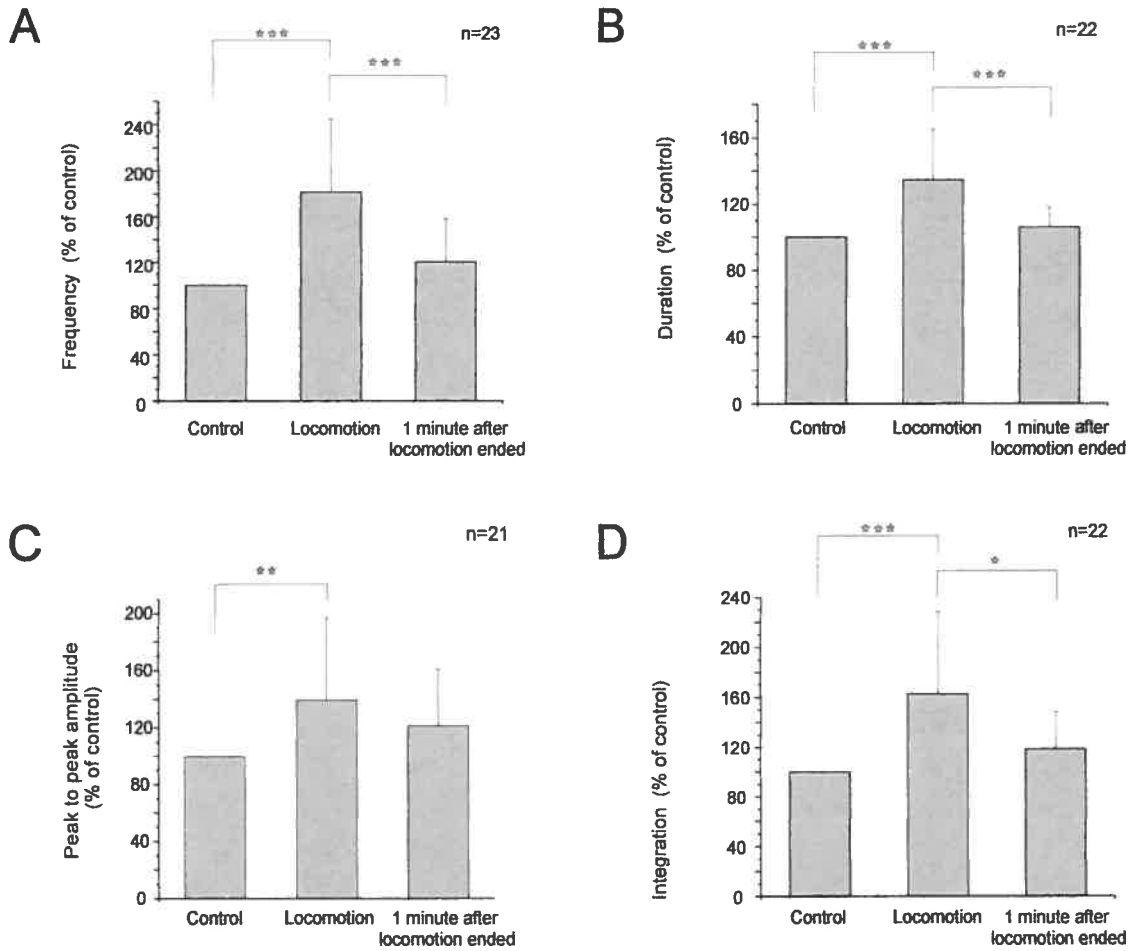 A
n=23
***
***
Frequency (% of control)
240
200
160
120
80
40
0
Control
Locomotion
1 minute after
locomotion ended
B
n=22
***
***
Duration (% of control)
160
120
80
40
0
Control
Locomotion
1 minute after
locomotion ended
C
n=21
**
Peak to peak amplitude
(% of control)
200
160
120
80
40
0
Control
Locomotion
1 minute after
locomotion ended
D
n=22
***
*
Integration (% of control)
240
200
160
120
80
40
0
Control
Locomotion
1 minute after
locomotion ended